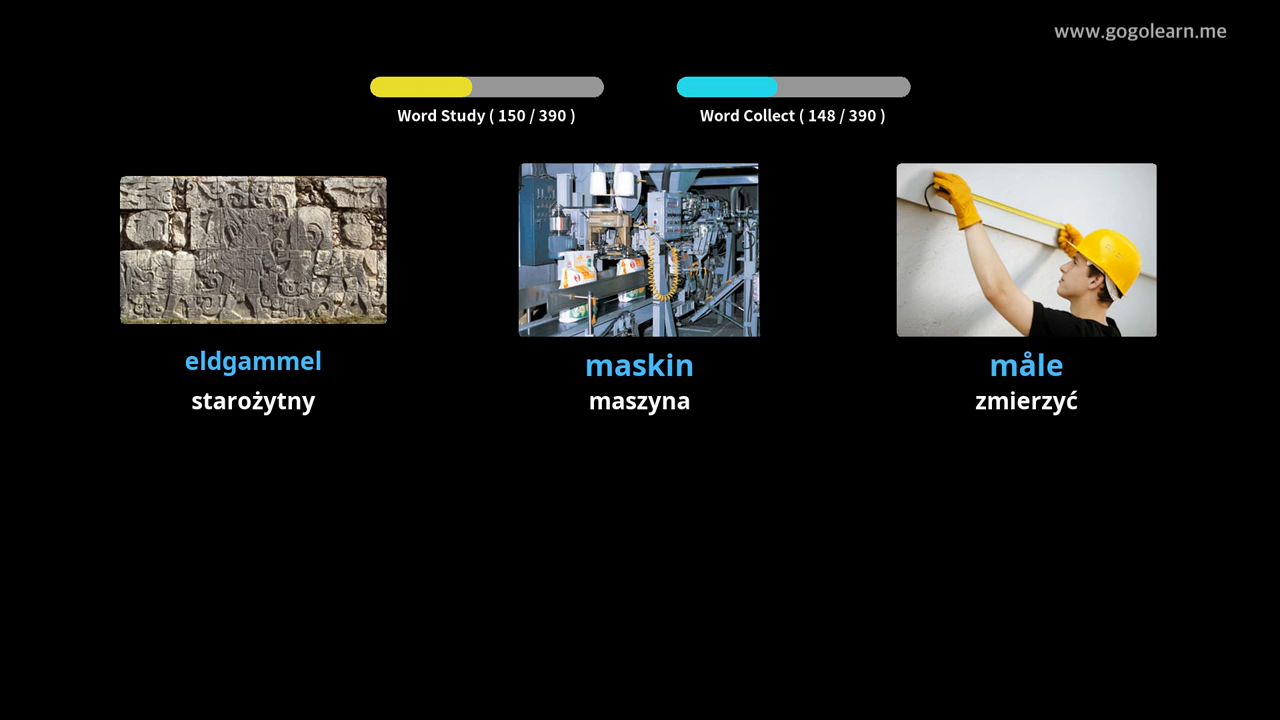 www.gogolearn.me
Word Study ( 150 / 390 )
Word Collect ( 148 / 390 )
eldgammel
starożytny
maskin
maszyna
måle
zmierzyć